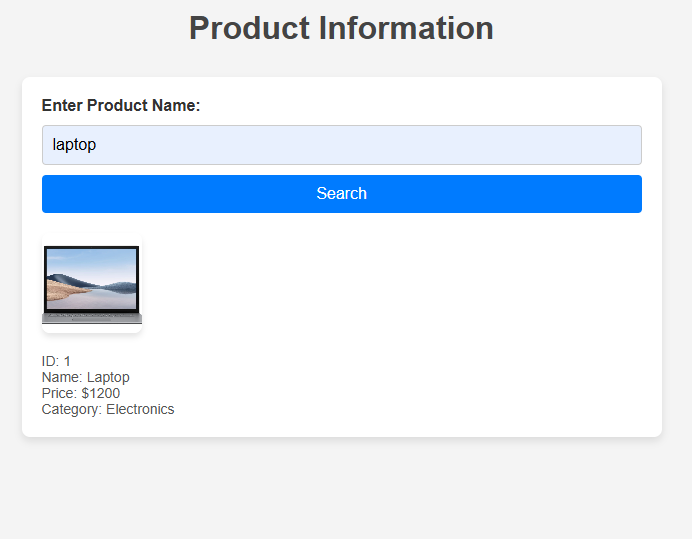 Product Information
Enter Product Name:
laptop
Search
ID: 1
Name: Laptop
Price: $1200
Category: Electronics